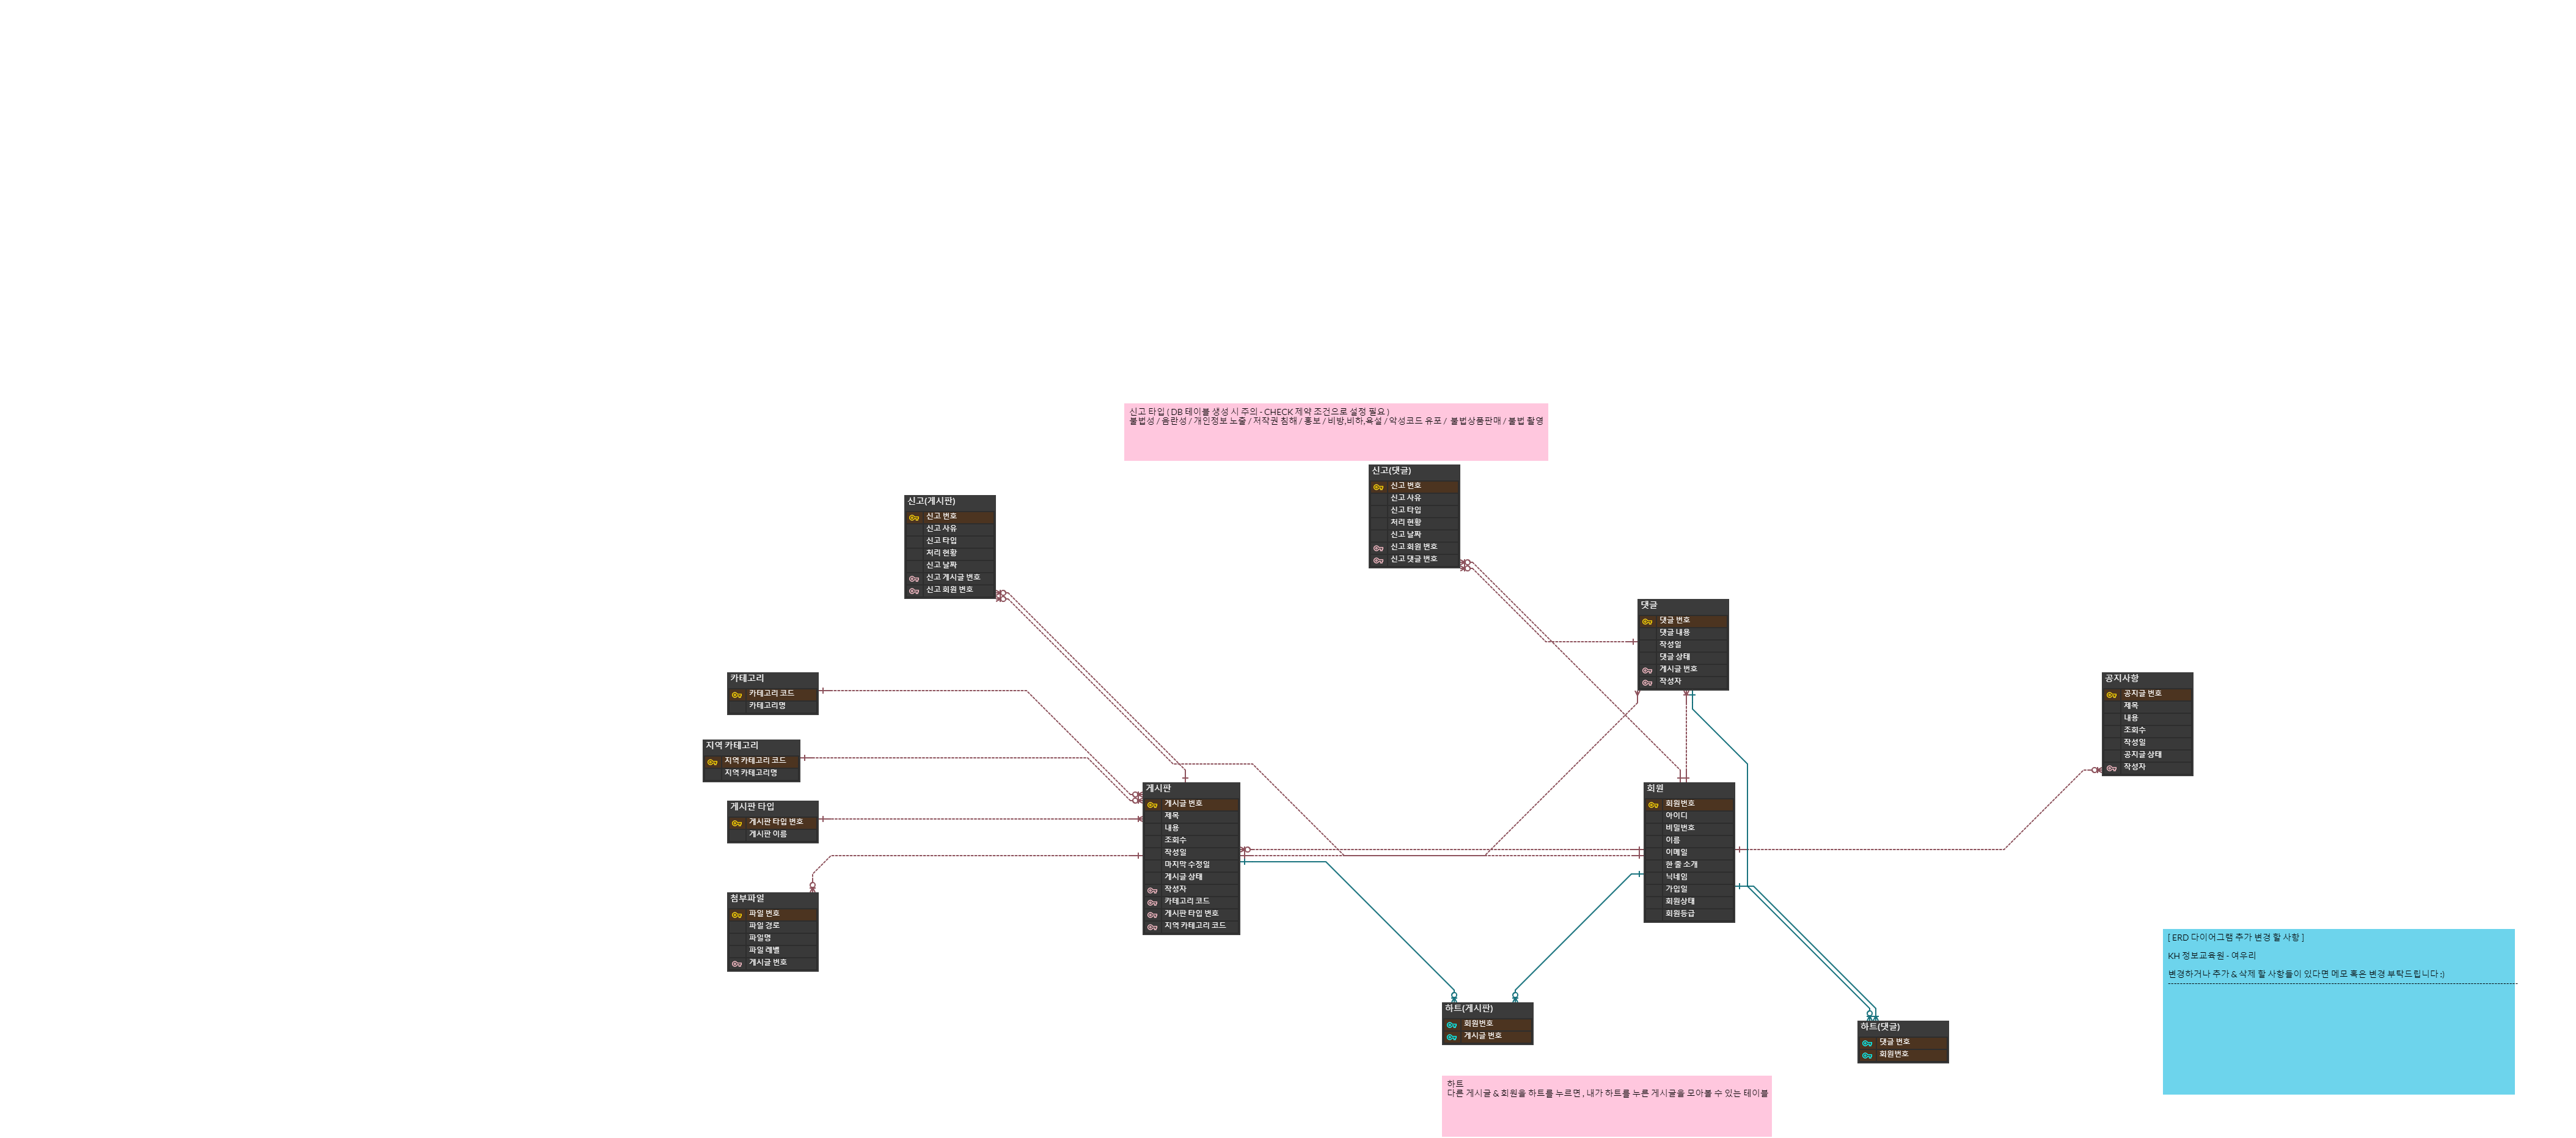 신고 타입 ( DB 테이블 생성 시 주의 - CHECK 제약 조건으로 설정 필요 )
불법성 / 음란성 / 개인정보 노출 / 저작권 침해 / 홍보 / 비방,비하,욕설 / 악성코드 유포 / 불법상품판매 / 불법 촬영
신고(댓글)
신고 번호
신고 사유
신고 타입
처리 현황
신고 날짜
신고 회원 번호
신고 댓글 번호
신고(게시판)
신고 번호
신고 사유
신고 타입
처리 현황
신고 날짜
신고 게시글 번호
신고 회원 번호
댓글
댓글 번호
댓글 내용
작성일
댓글 상태
게시글 번호
작성자
카테고리
카테고리 코드
카테고리명
공지사항
공지글 번호
제목
내용
조회수
작성일
공지글 상태
작성자
지역 카테고리
지역 카테고리 코드
지역 카테고리명
게시판 타입
게시판 타입 번호
게시판 이름
게시판
게시글 번호
제목
내용
조회수
작성일
마지막 수정일
게시글 상태
작성자
카테고리 코드
게시판 타입 번호
지역 카테고리 코드
회원
회원번호
아이디
비밀번호
이름
이메일
한 줄 소개
닉네임
가입일
회원상태
회원등급
첨부파일
파일 번호
파일 경로
파일명
파일 레벨
게시글 번호
[ ERD 다이어그램 추가 변경 할 사항 ]
KH 정보교육원 - 여우리
변경하거나 추가 & 삭제 할 사항들이 있다면 메모 혹은 변경 부탁드립니다 :)
하트(게시판)
회원번호
게시글 번호
하트(댓글)
댓글 번호
회원번호
하트
다른 게시글 & 회원을 하트를 누르면 , 내가 하트를 누른 게시글을 모아볼 수 있는 테이블